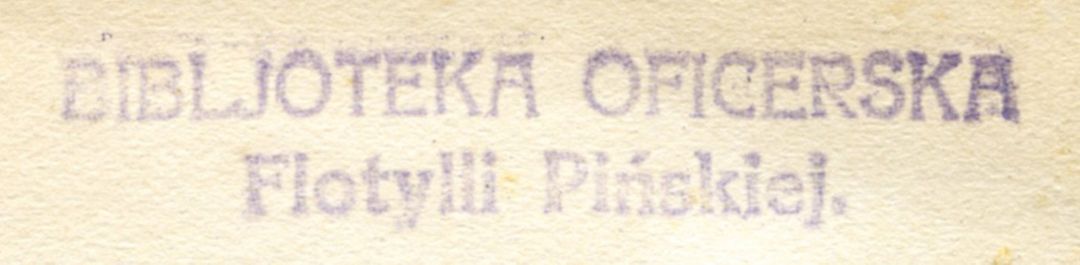 BIBLJOTEKA OFICERSKA
Flotylli Pińskiej.